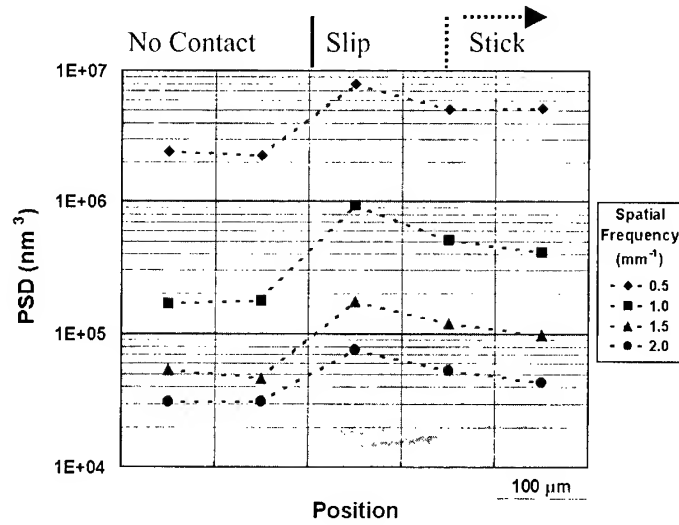 No Contact
Slip
Stick
1E+07
1E+06
1E+05
1E+04
PSD (nm³)
Position
100 µm
Spatial
Frequency
(mm⁻¹)
0.5
1.0
1.5
2.0